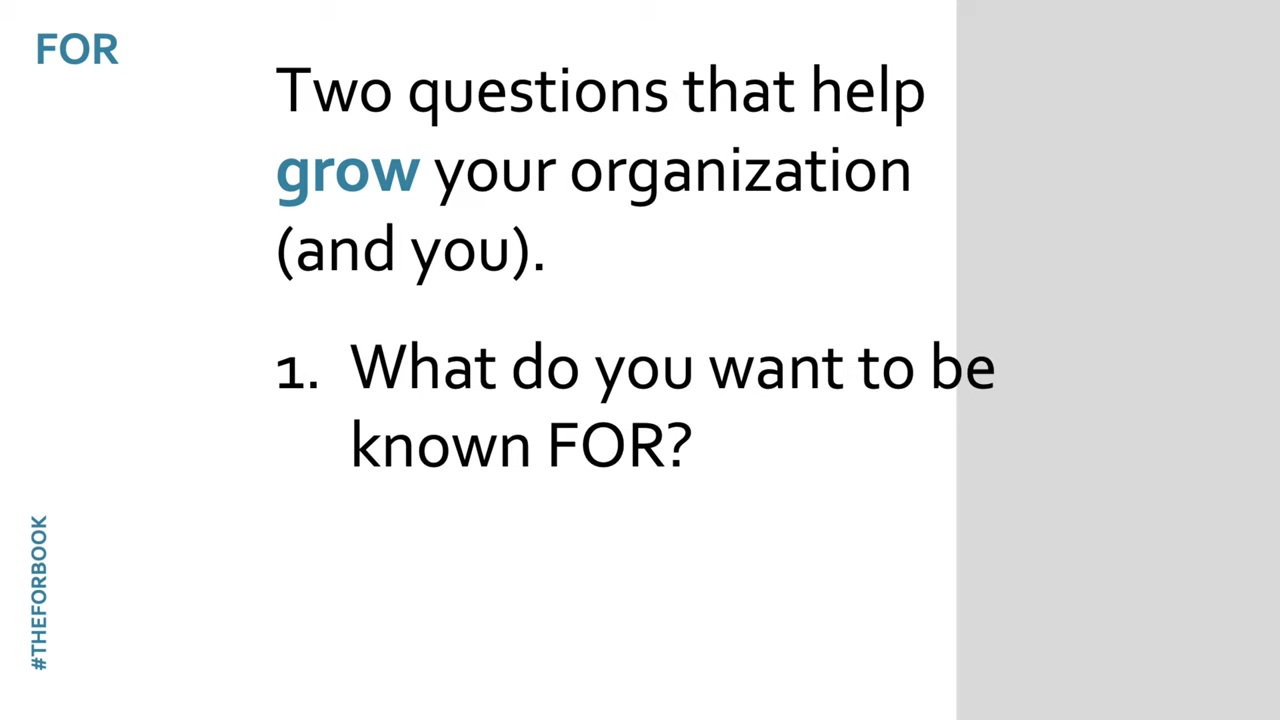 FOR
Two questions that help
grow your organization
(and you).
1. What do you want to be
known FOR?
#THEFORBOOK